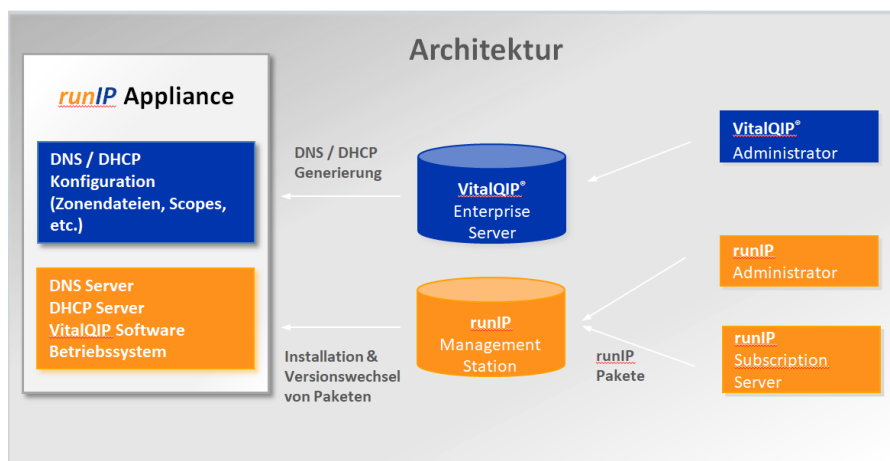 Architektur
runIP Appliance
DNS / DHCP
Konfiguration
(Zonendateien, Scopes,
etc.)
DNS Server
DHCP Server
VitalQIP Software
Betriebssystem
DNS / DHCP
Generierung
Installation &
Versionswechsel
von Paketen
VitalQIP®
Enterprise
Server
runIP
Management
Station
runIP
Pakete
VitalQIP®
Administrator
runIP
Administrator
runIP
Subscription
Server